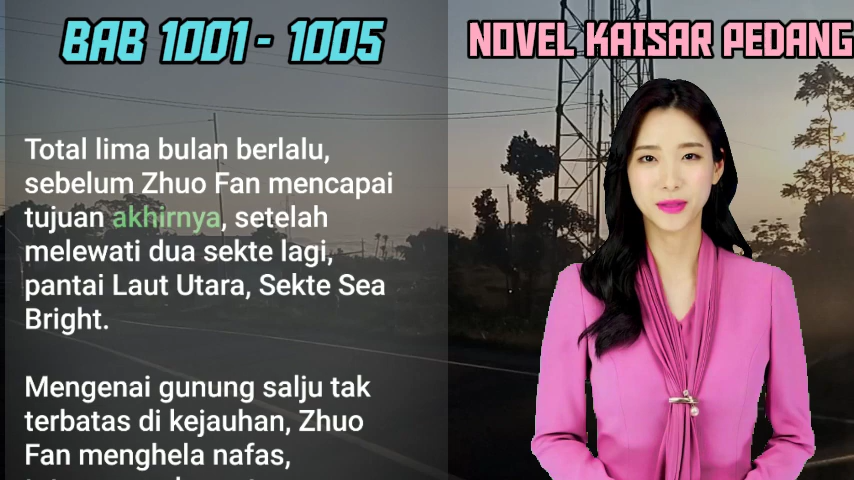 BAB 1001 - 1005
NOVEL KAISAR PEDANG
Total lima bulan berlalu,
sebelum Zhuo Fan mencapai
tujuan akhirnya, setelah
melewati dua sekte lagi,
pantai Laut Utara, Sekte Sea
Bright.
Mengenai gunung salju tak
terbatas di kejauhan, Zhuo
Fan menghela nafas,